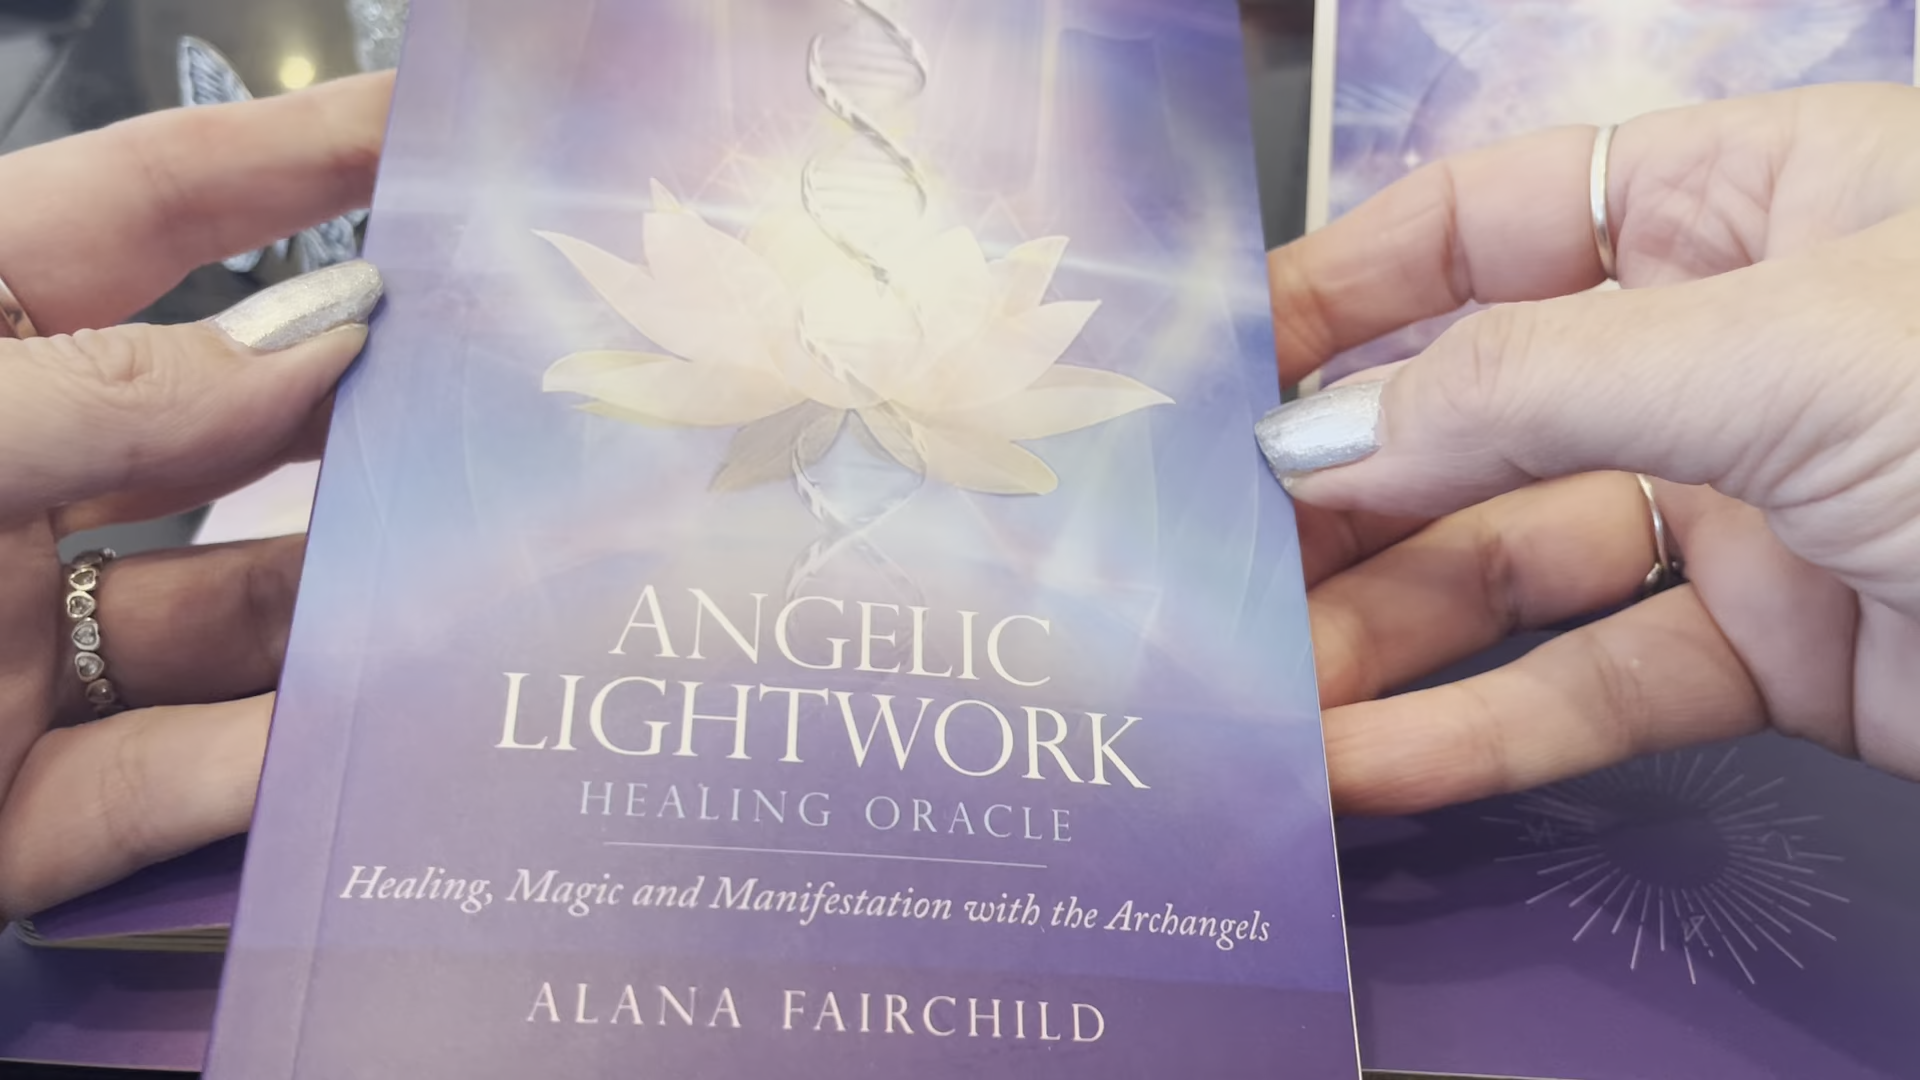 ANGELIC
LIGHTWORK
HEALING ORACLE
Healing, Magic and Manifestation with the Archangels
ALANA FAIRCHILD